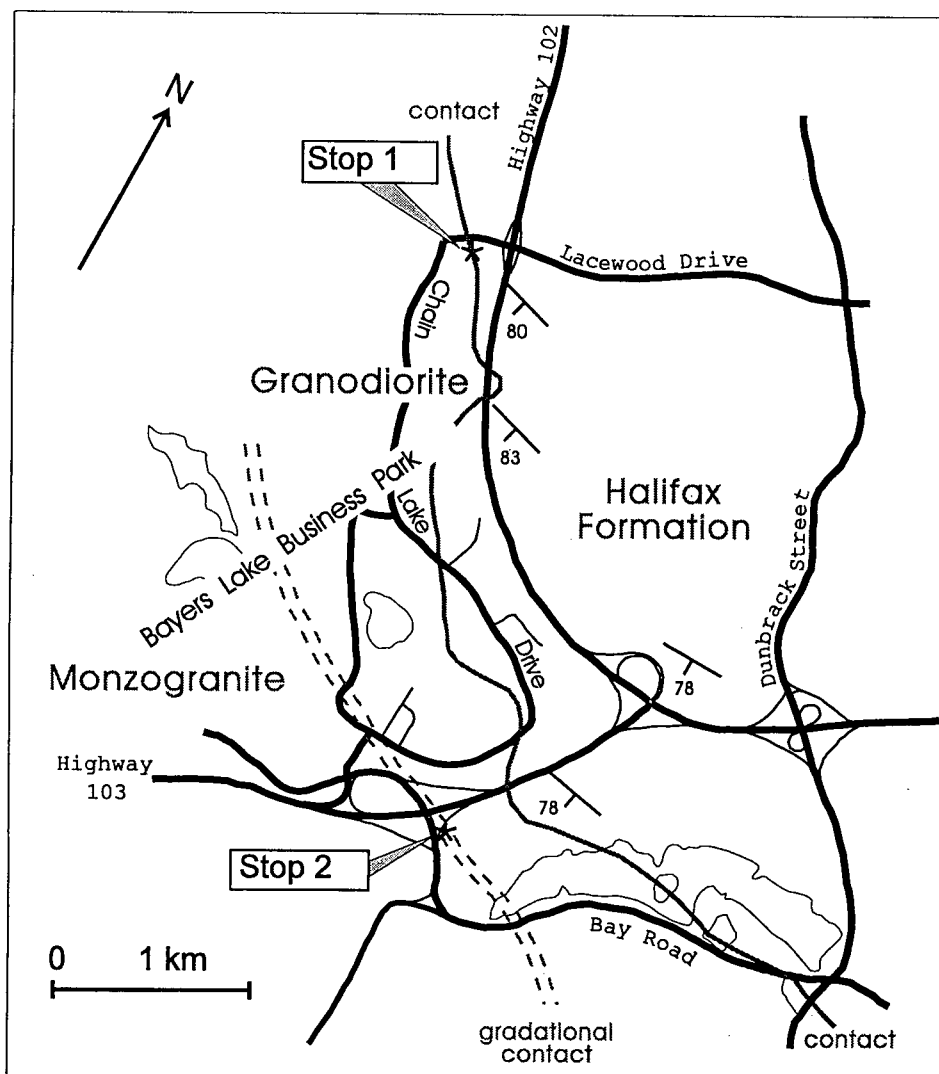 N
contact
Highway 102
Stop 1
Lacewood Drive
Chain
80
Granodiorite
83
Halifax
Formation
Lake
Bayers Lake Business Park
Dunbrack Street
Drive
Monzogranite
78
Highway
103
78
Stop 2
Bay Road
0 1 km
gradational
contact
contact